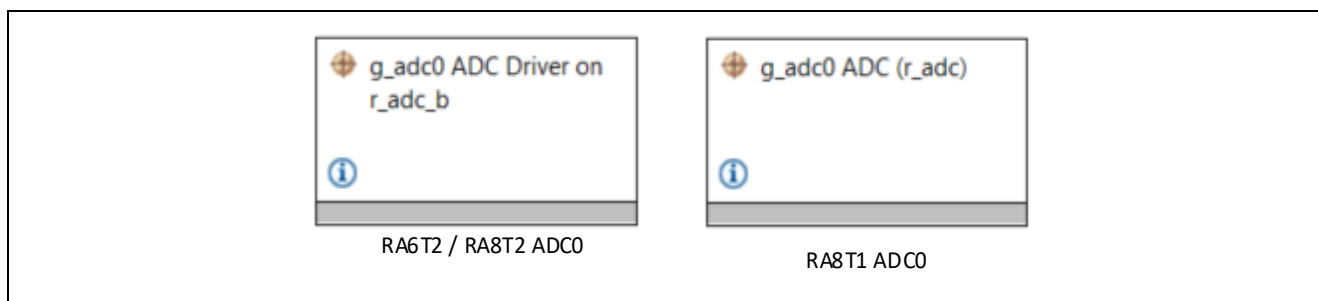 g_adc0 ADC Driver on
r_adc_b
RA6T2 / RA8T2 ADC0
g_adc0 ADC (r_adc)
RA8T1 ADC0